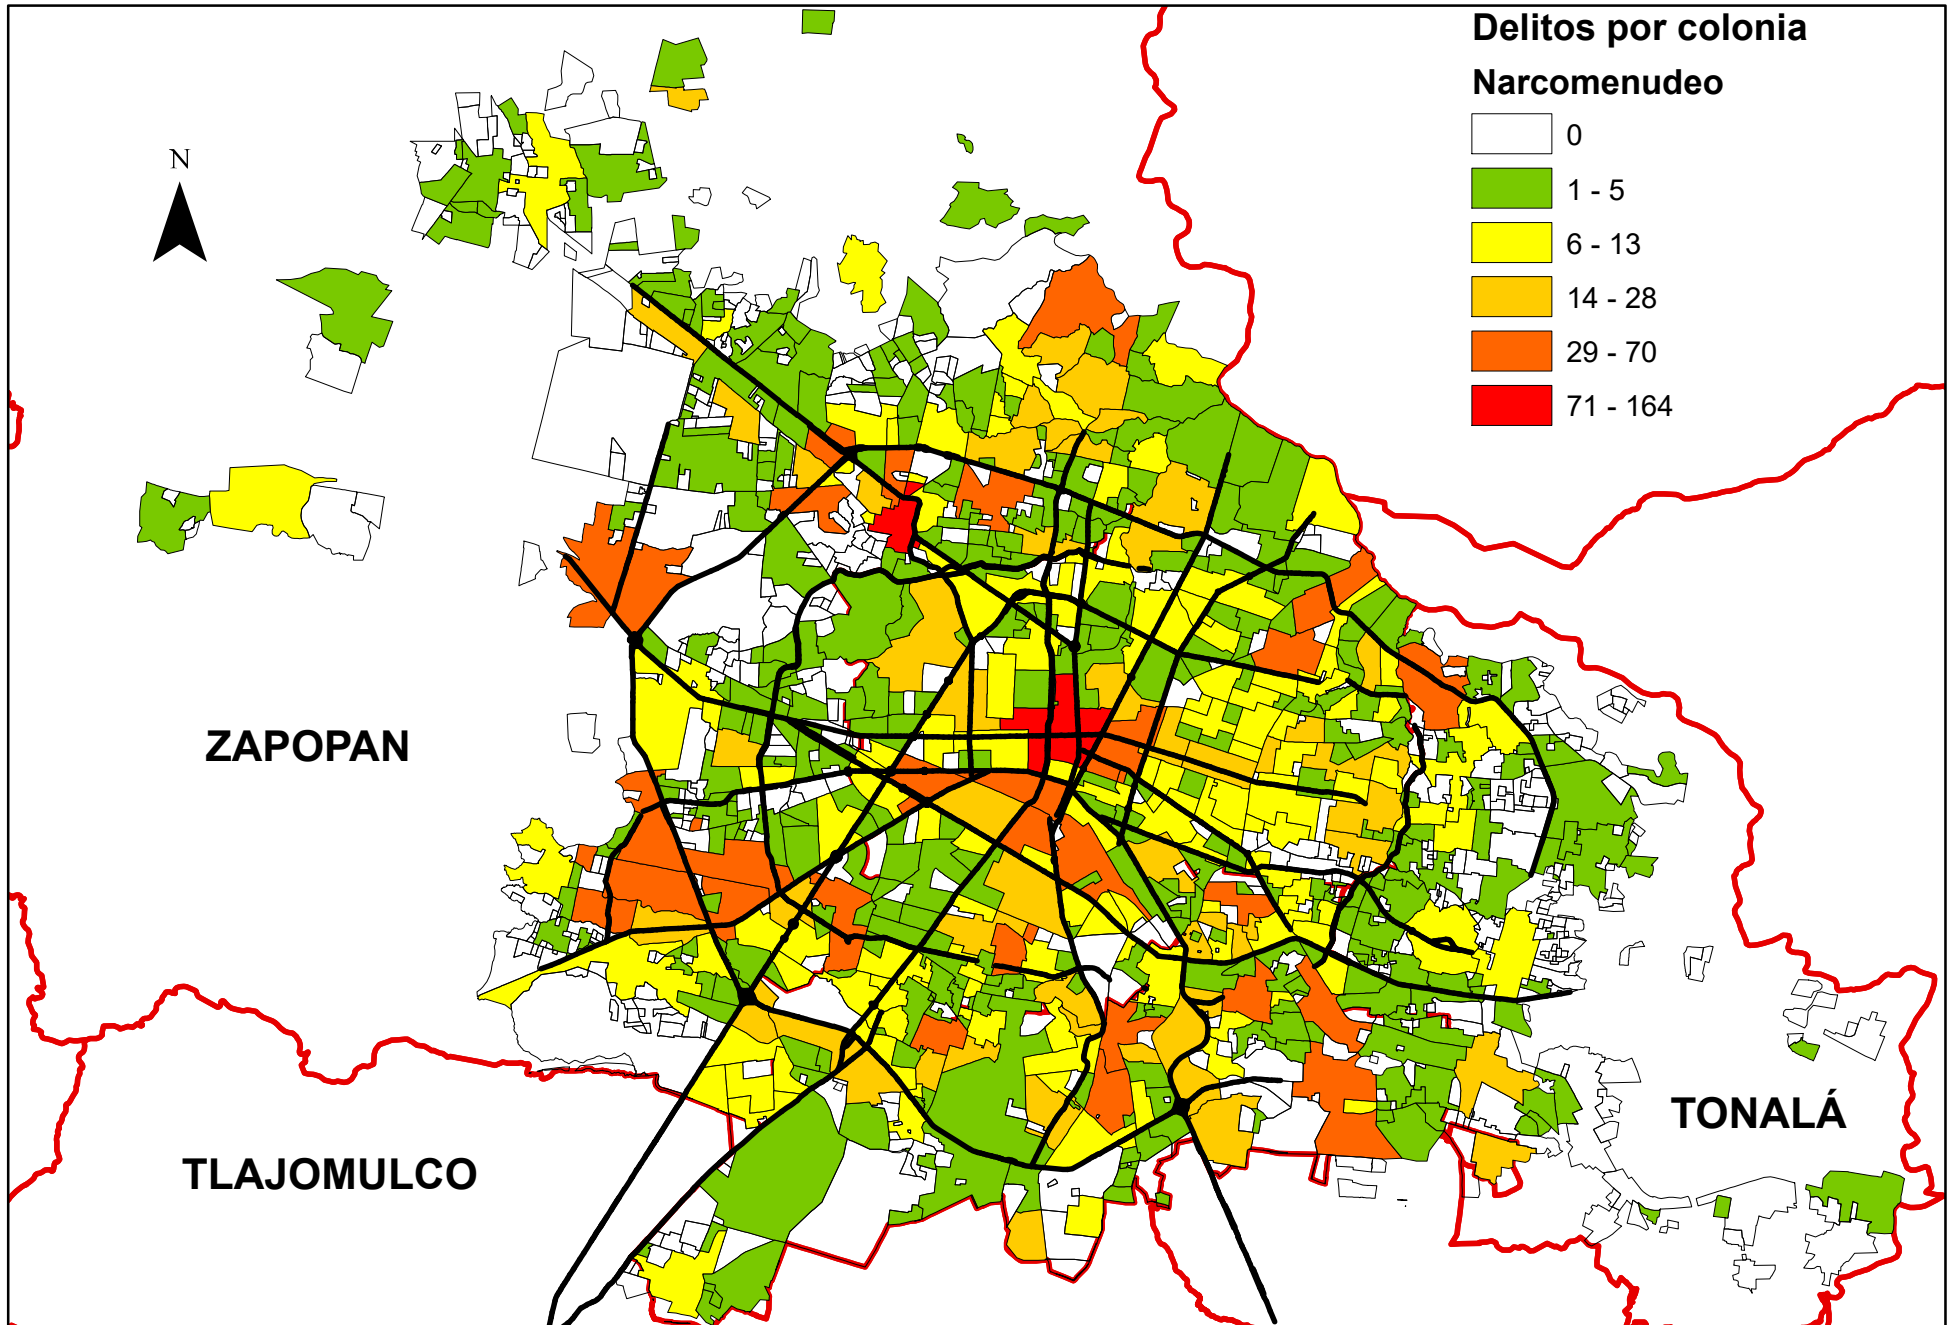 Delitos por colonia
Narcomenudeo
0
1 - 5
6 - 13
14 - 28
29 - 70
71 - 164
N
ZAPOPAN
TONALÁ
TLAJOMULCO